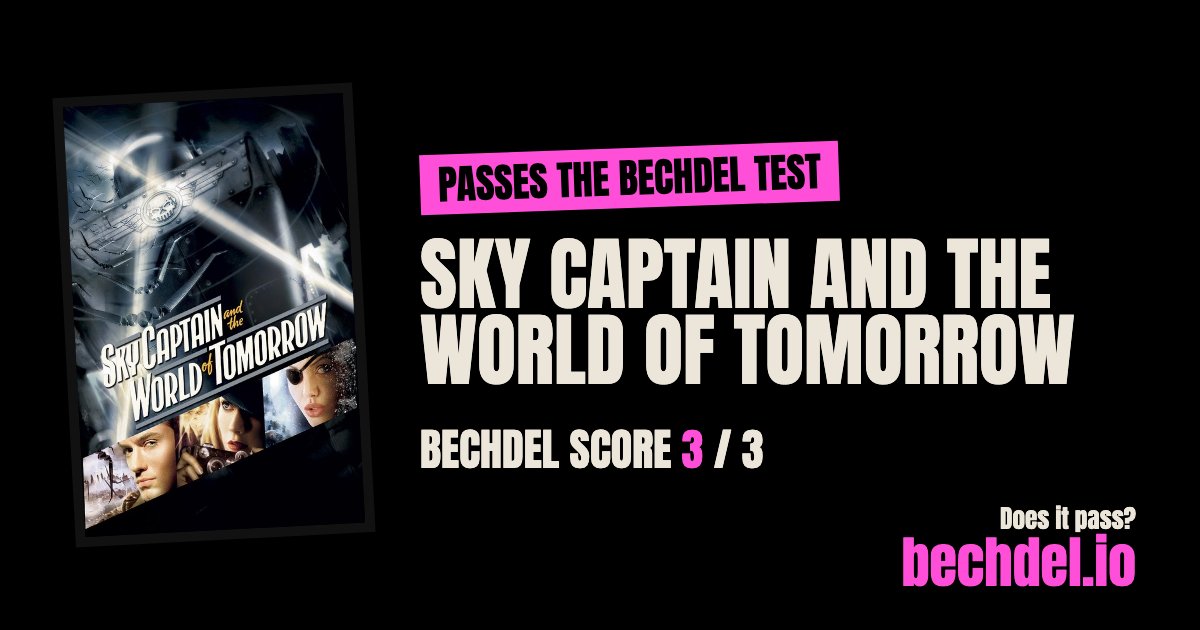 SKY CAPTAIN and the
WORLD of TOMORROW
PASSES THE BECHDEL TEST
SKY CAPTAIN AND THE
WORLD OF TOMORROW
BECHDEL SCORE 3 / 3
Does it pass?
bechdel.io